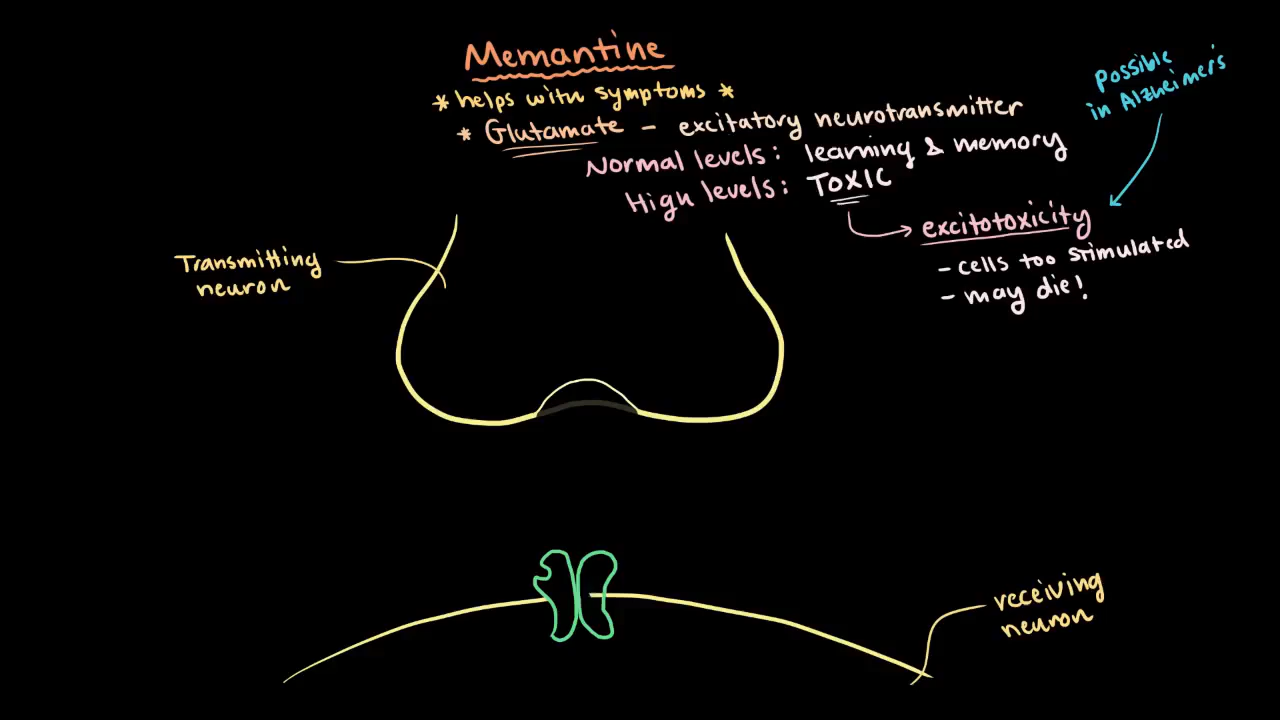 Memantine
* helps with symptoms *
* Glutamate - excitatory neurotransmitter
Normal levels: learning & memory
High levels: TOXIC
Possible
in Alzheimer's
excitotoxicity
- cells too stimulated
- may die!
Transmitting
neuron
receiving
neuron